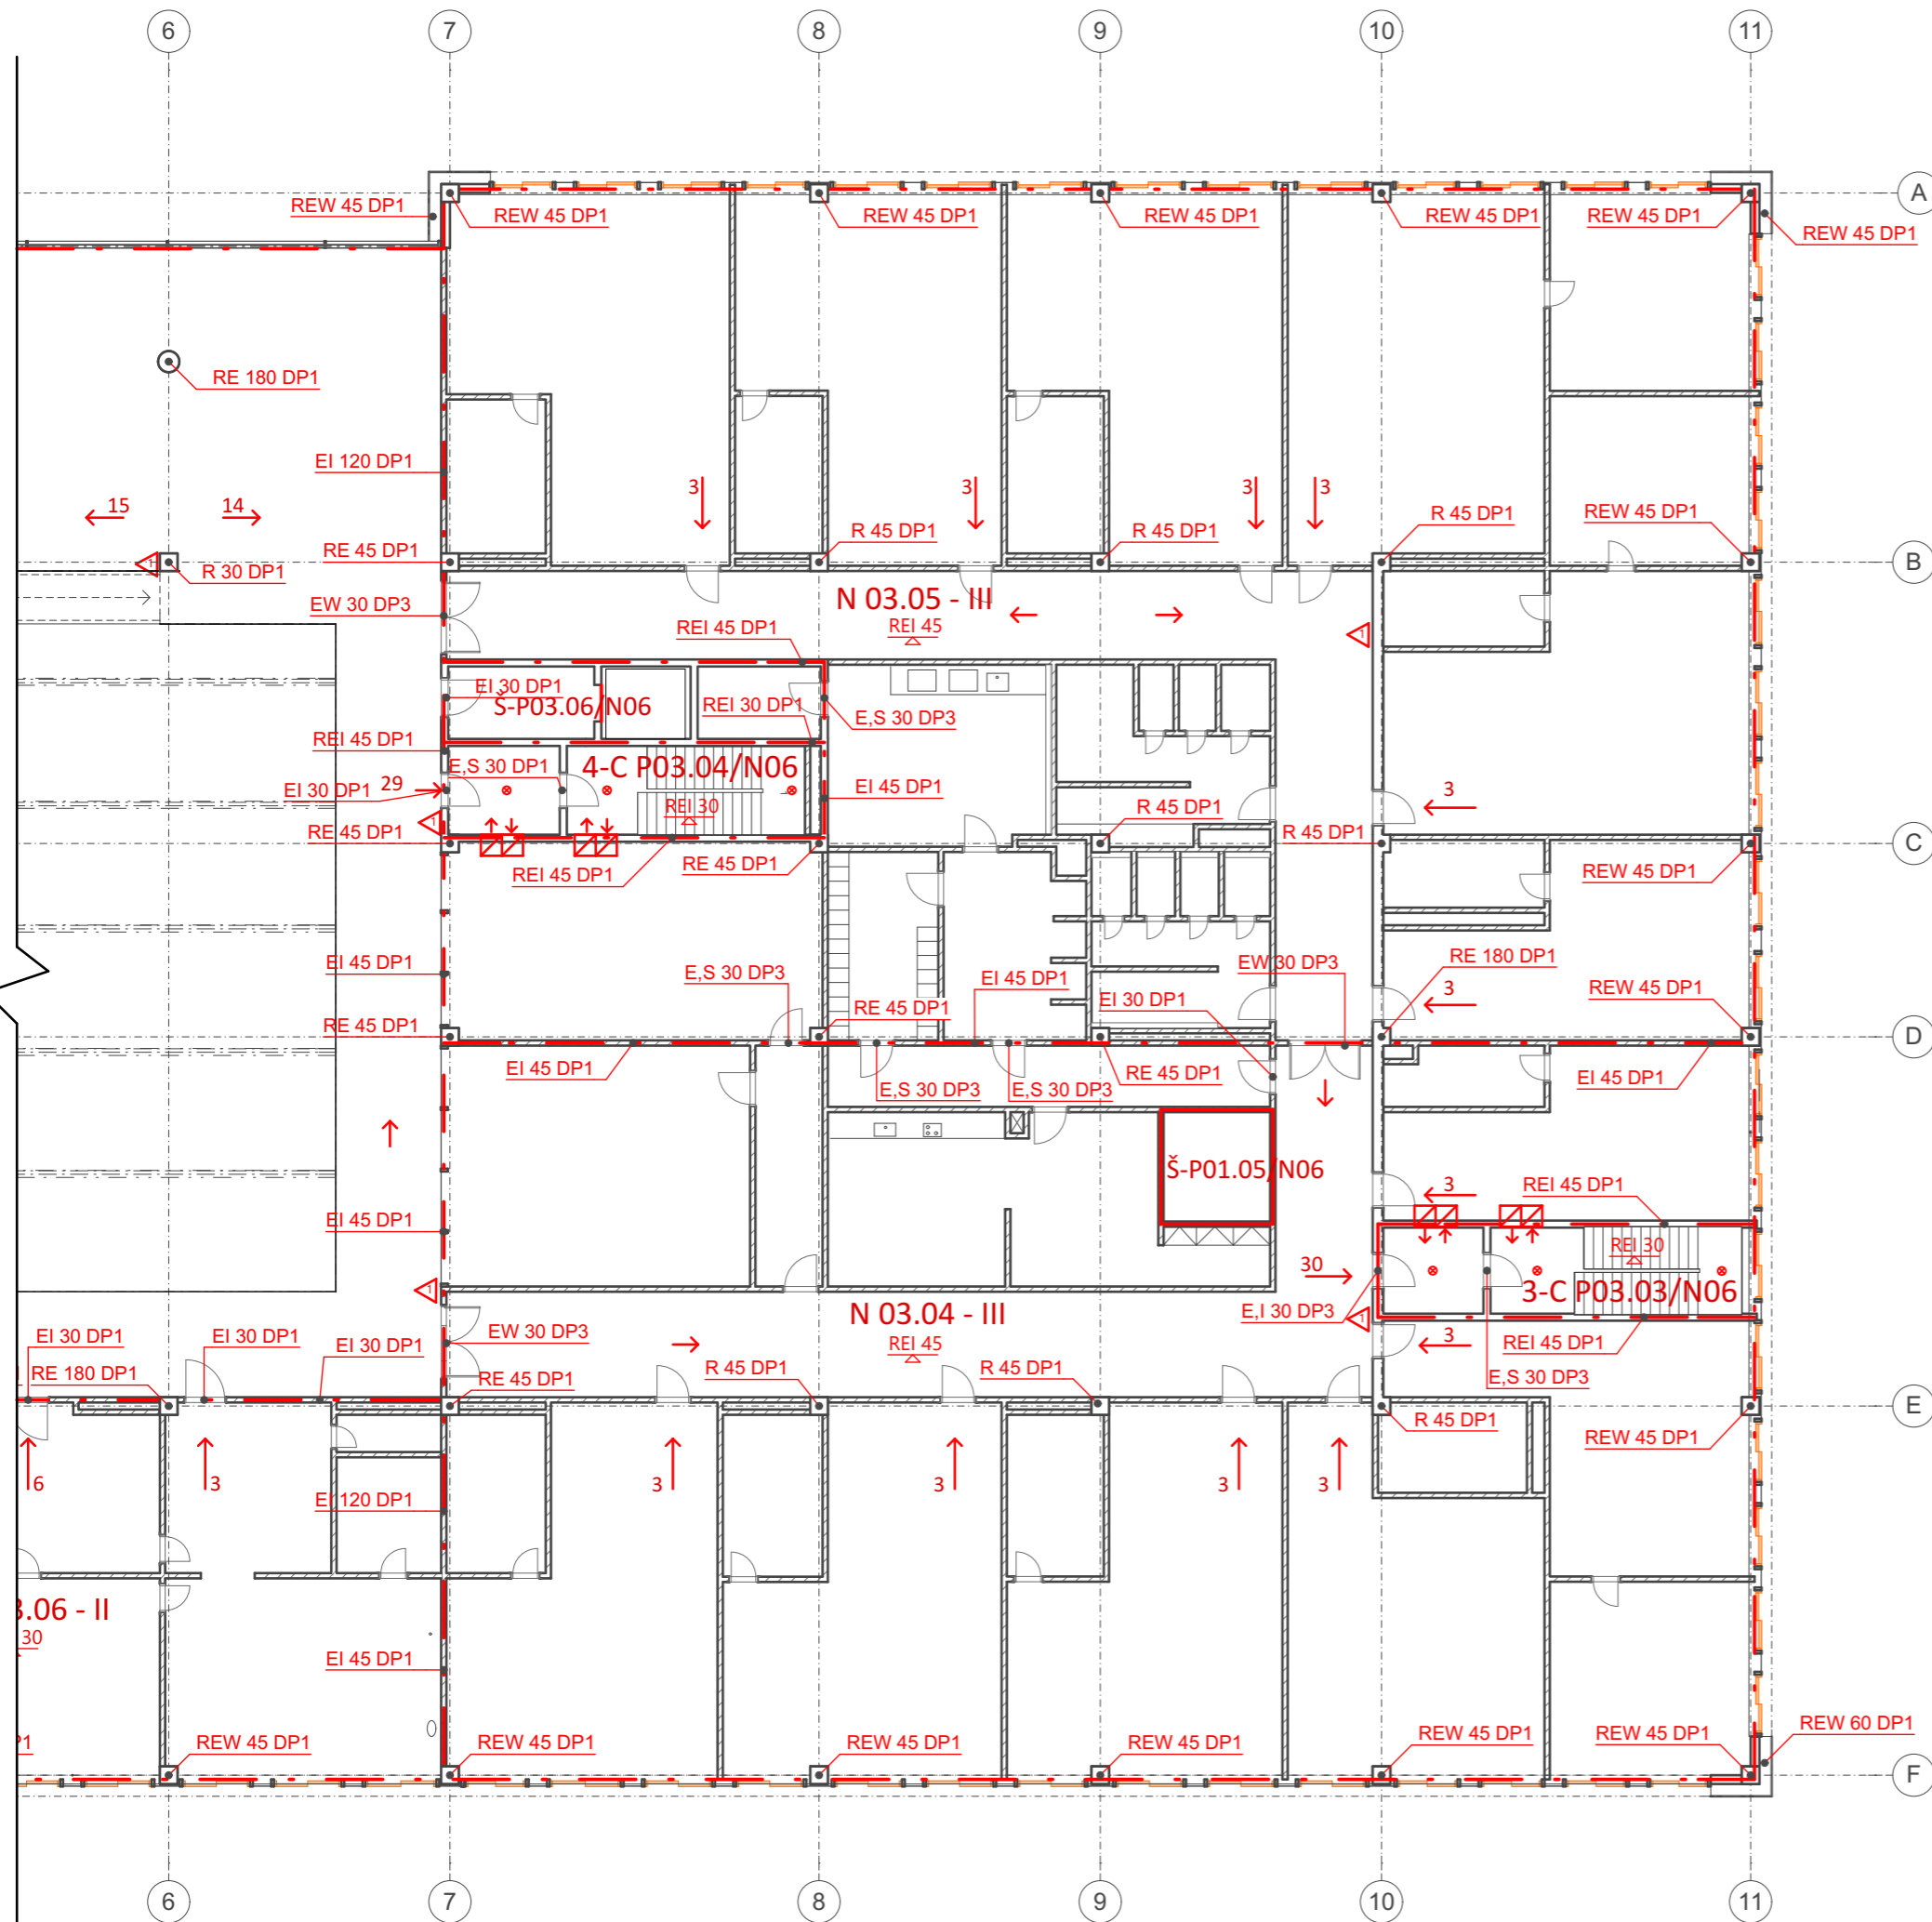 6
7
8
9
10
11
A
REW 45 DP1
REW 45 DP1
REW 45 DP1
REW 45 DP1
REW 45 DP1
REW 45 DP1
REW 45 DP1
RE 180 DP1
EI 120 DP1
3
3
3
3
15
14
R 45 DP1
R 45 DP1
R 45 DP1
REW 45 DP1
RE 45 DP1
B
1
R 30 DP1
EW 30 DP3
N 03.05 - III
REI 45
1
REI 45 DP1
EI 30 DP1
Š-P03.06/N06
REI 30 DP1
E,S 30 DP3
REI 45 DP1
4-C P03.04/N06
E,S 30 DP1
29
EI 30 DP1
REI 30
EI 45 DP1
3
1
RE 45 DP1
R 45 DP1
R 45 DP1
C
REI 45 DP1
RE 45 DP1
REW 45 DP1
EI 45 DP1
E,S 30 DP3
EI 45 DP1
EW 30 DP3
RE 180 DP1
EI 30 DP1
3
REW 45 DP1
RE 45 DP1
RE 45 DP1
D
EI 45 DP1
E,S 30 DP3
E,S 30 DP3
RE 45 DP1
EI 45 DP1
Š-P01.05/N06
3
REI 45 DP1
EI 45 DP1
REI 30
30
1
3-C P03.03/N06
N 03.04 - III
REI 45
E,I 30 DP3
1
EI 30 DP1
EI 30 DP1
EI 30 DP1
EW 30 DP3
3
REI 45 DP1
RE 180 DP1
RE 45 DP1
R 45 DP1
R 45 DP1
E,S 30 DP3
E
R 45 DP1
REW 45 DP1
6
3
3
3
3
3
EI 120 DP1
3.06 - II
30
EI 45 DP1
REW 45 DP1
REW 45 DP1
REW 45 DP1
REW 45 DP1
REW 45 DP1
REW 45 DP1
REW 60 DP1
F
6
7
8
9
10
11